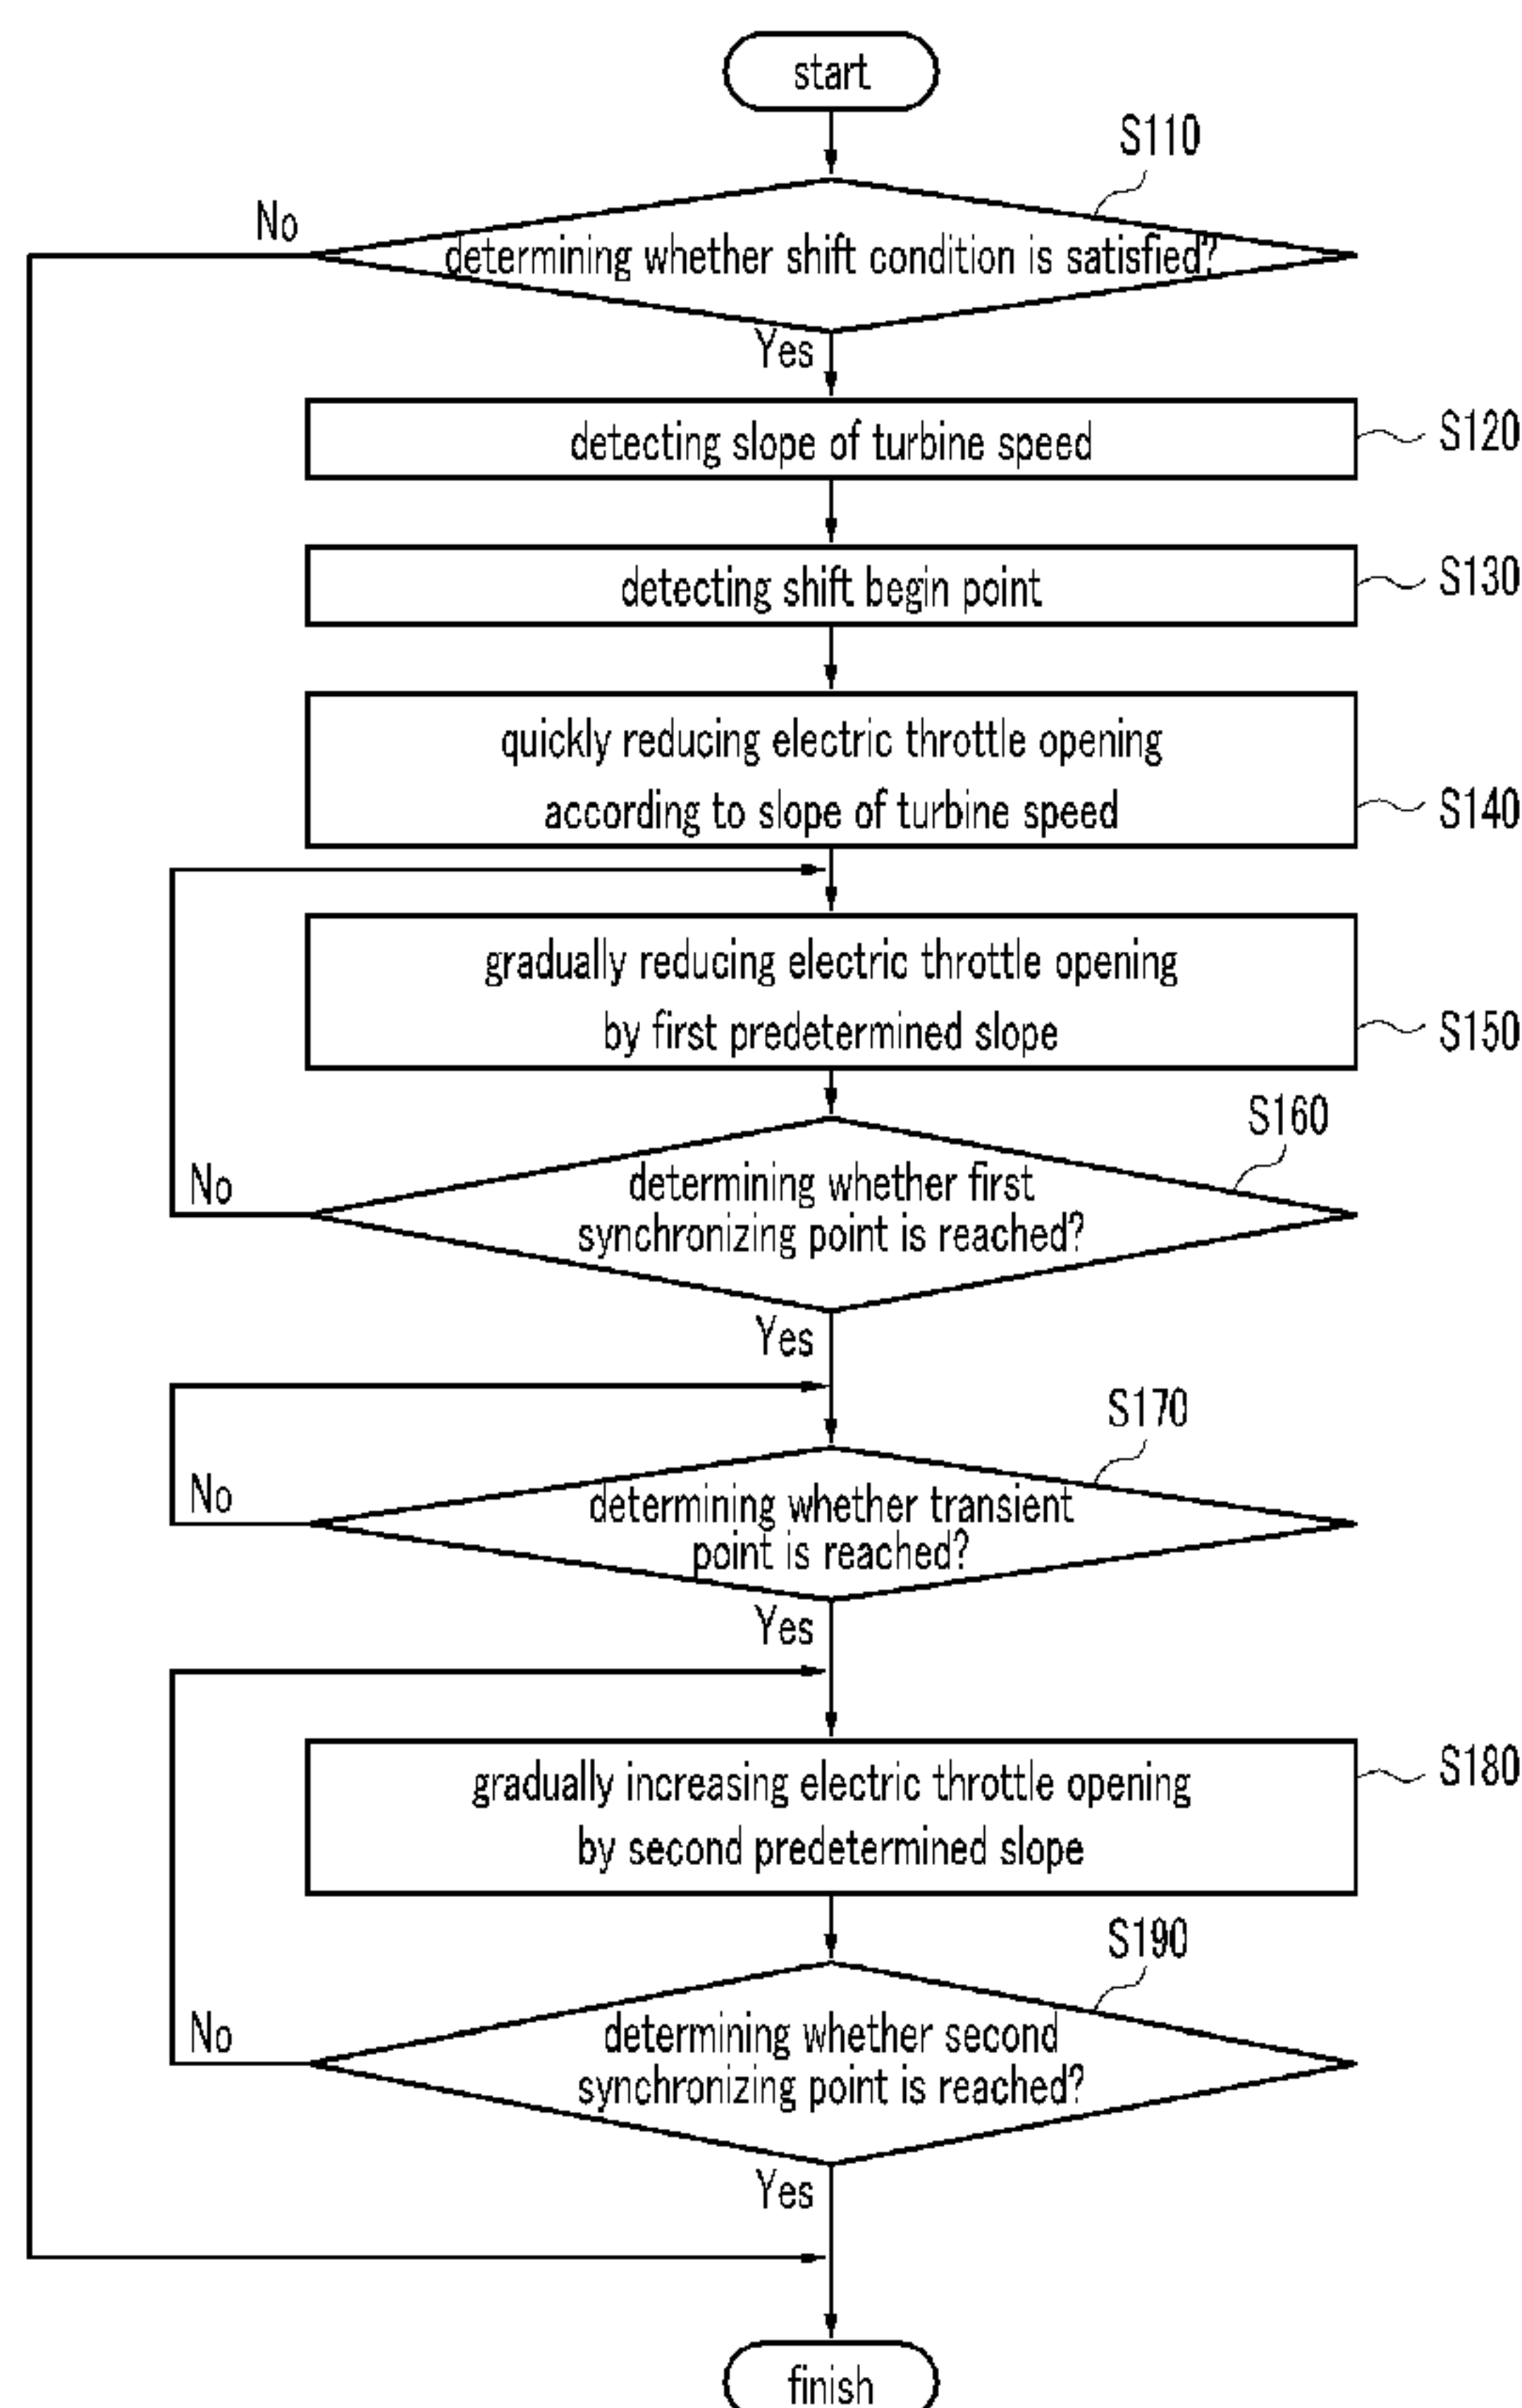 start
S110
No
determining whether shift condition is satisfied?
Yes
detecting slope of turbine speed
S120
detecting shift begin point
S130
quickly reducing electric throttle opening
according to slope of turbine speed
S140
gradually reducing electric throttle opening
by first predetermined slope
S150
S160
No
determining whether first
synchronizing point is reached?
Yes
S170
No
determining whether transient
point is reached?
Yes
gradually increasing electric throttle opening
by second predetermined slope
S180
S190
No
determining whether second
synchronizing point is reached?
Yes
finish